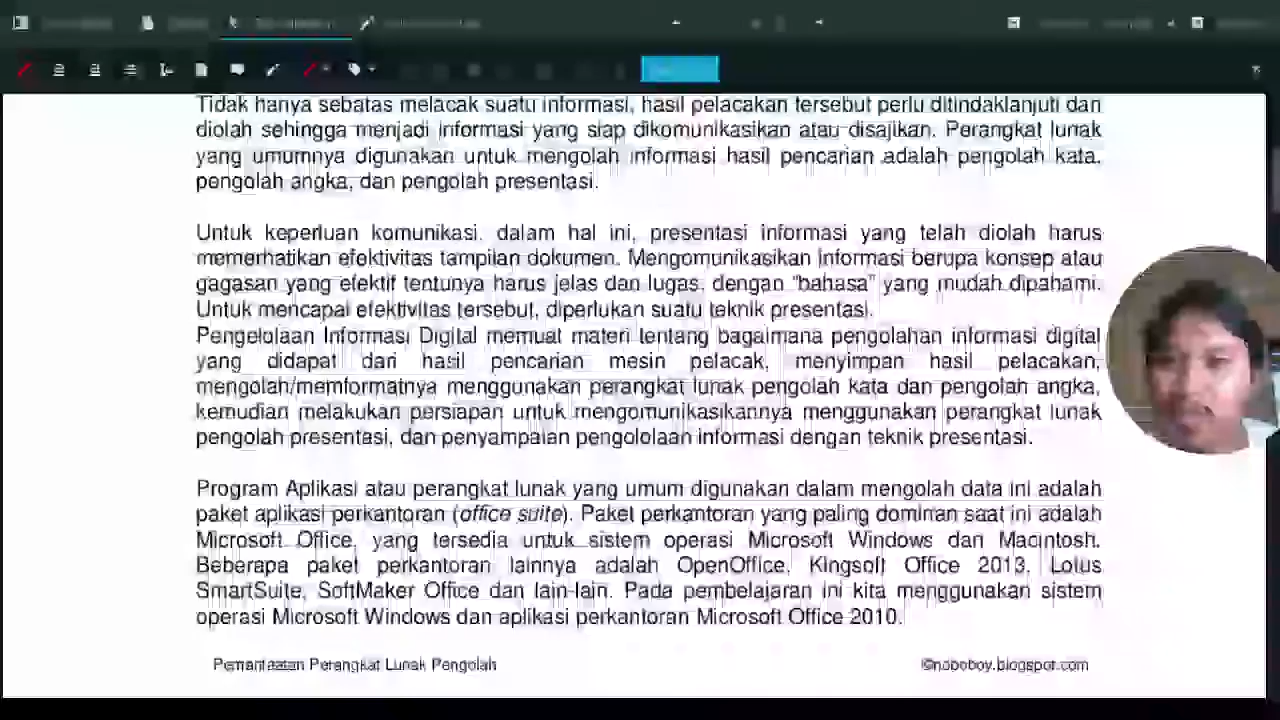 Tidak hanya sebatas melacak suatu informasi, hasil pelacakan tersebut perlu ditindaklanjuti dan
diolah sehingga menjadi informasi yang siap dikomunikasikan atau disajikan. Perangkat lunak
yang umumnya digunakan untuk mengolah informasi hasil pencarian adalah pengolah kata,
pengolah angka, dan pengolah presentasi.
Untuk keperluan komunikasi, dalam hal ini, presentasi informasi yang telah diolah harus
memerhatikan efektivitas tampilan dokumen. Mengomunikasikan informasi berupa konsep atau
gagasan yang efektif tentunya harus jelas dan lugas, dengan "bahasa" yang mudah dipahami.
Untuk mencapai efektivitas tersebut, diperlukan suatu teknik presentasi.
Pengelolaan Informasi Digital memuat materi tentang bagaimana pengolahan informasi digital
yang didapat dari hasil pencarian mesin pelacak, menyimpan hasil pelacakan,
mengolah/memformatnya menggunakan perangkat lunak pengolah kata dan pengolah angka,
kemudian melakukan persiapan untuk mengomunikasikannya menggunakan perangkat lunak
pengolah presentasi, dan penyampaian pengololaan informasi dengan teknik presentasi.
Program Aplikasi atau perangkat lunak yang umum digunakan dalam mengolah data ini adalah
paket aplikasi perkantoran (office suite). Paket perkantoran yang paling dominan saat ini adalah
Microsoft Office, yang tersedia untuk sistem operasi Microsoft Windows dan Macintosh.
Beberapa paket perkantoran lainnya adalah OpenOffice, Kingsoft Office 2013, Lotus
SmartSuite, SoftMaker Office dan lain-lain. Pada pembelajaran ini kita menggunakan sistem
operasi Microsoft Windows dan aplikasi perkantoran Microsoft Office 2010.
Pemanfaatan Perangkat Lunak Pengolah
©noboboy.blogspot.com